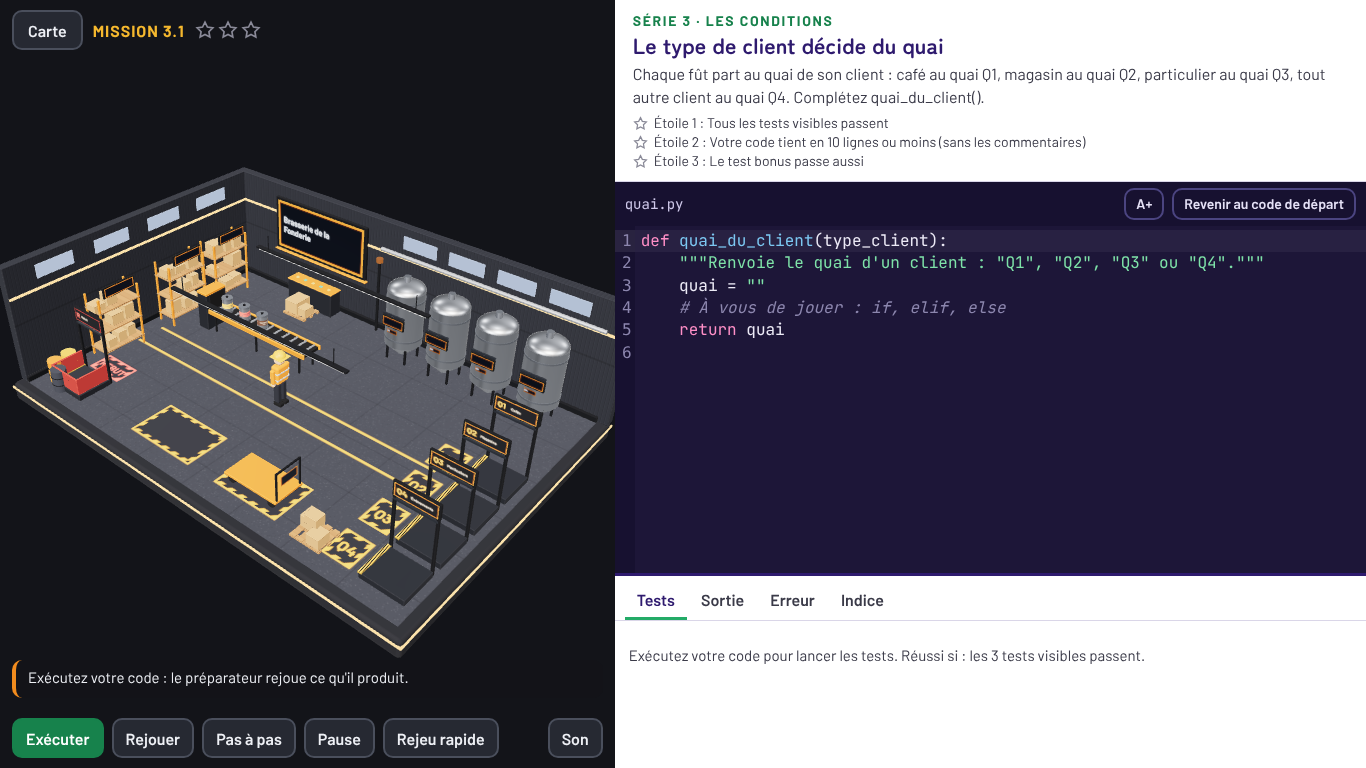 Carte
MISSION 3.1
Brasserie de la
Fonderie
Q1
Q2
Q3
Q4
Q3
Q4
Exécutez votre code : le préparateur rejoue ce qu'il produit.
Exécuter
Rejouer
Pas à pas
Pause
Rejeu rapide
Son
SÉRIE 3 · LES CONDITIONS
Le type de client décide du quai
Chaque fût part au quai de son client : café au quai Q1, magasin au quai Q2, particulier au quai Q3, tout
autre client au quai Q4. Complétez quai_du_client().
Étoile 1 : Tous les tests visibles passent
Étoile 2 : Votre code tient en 10 lignes ou moins (sans les commentaires)
Étoile 3 : Le test bonus passe aussi
quai.py
A+
Revenir au code de départ
1 def quai_du_client(type_client):
2     """Renvoie le quai d'un client : "Q1", "Q2", "Q3" ou "Q4"."""
3     quai = ""
4     # À vous de jouer : if, elif, else
5     return quai
6
Tests
Sortie
Erreur
Indice
Exécutez votre code pour lancer les tests. Réussi si : les 3 tests visibles passent.